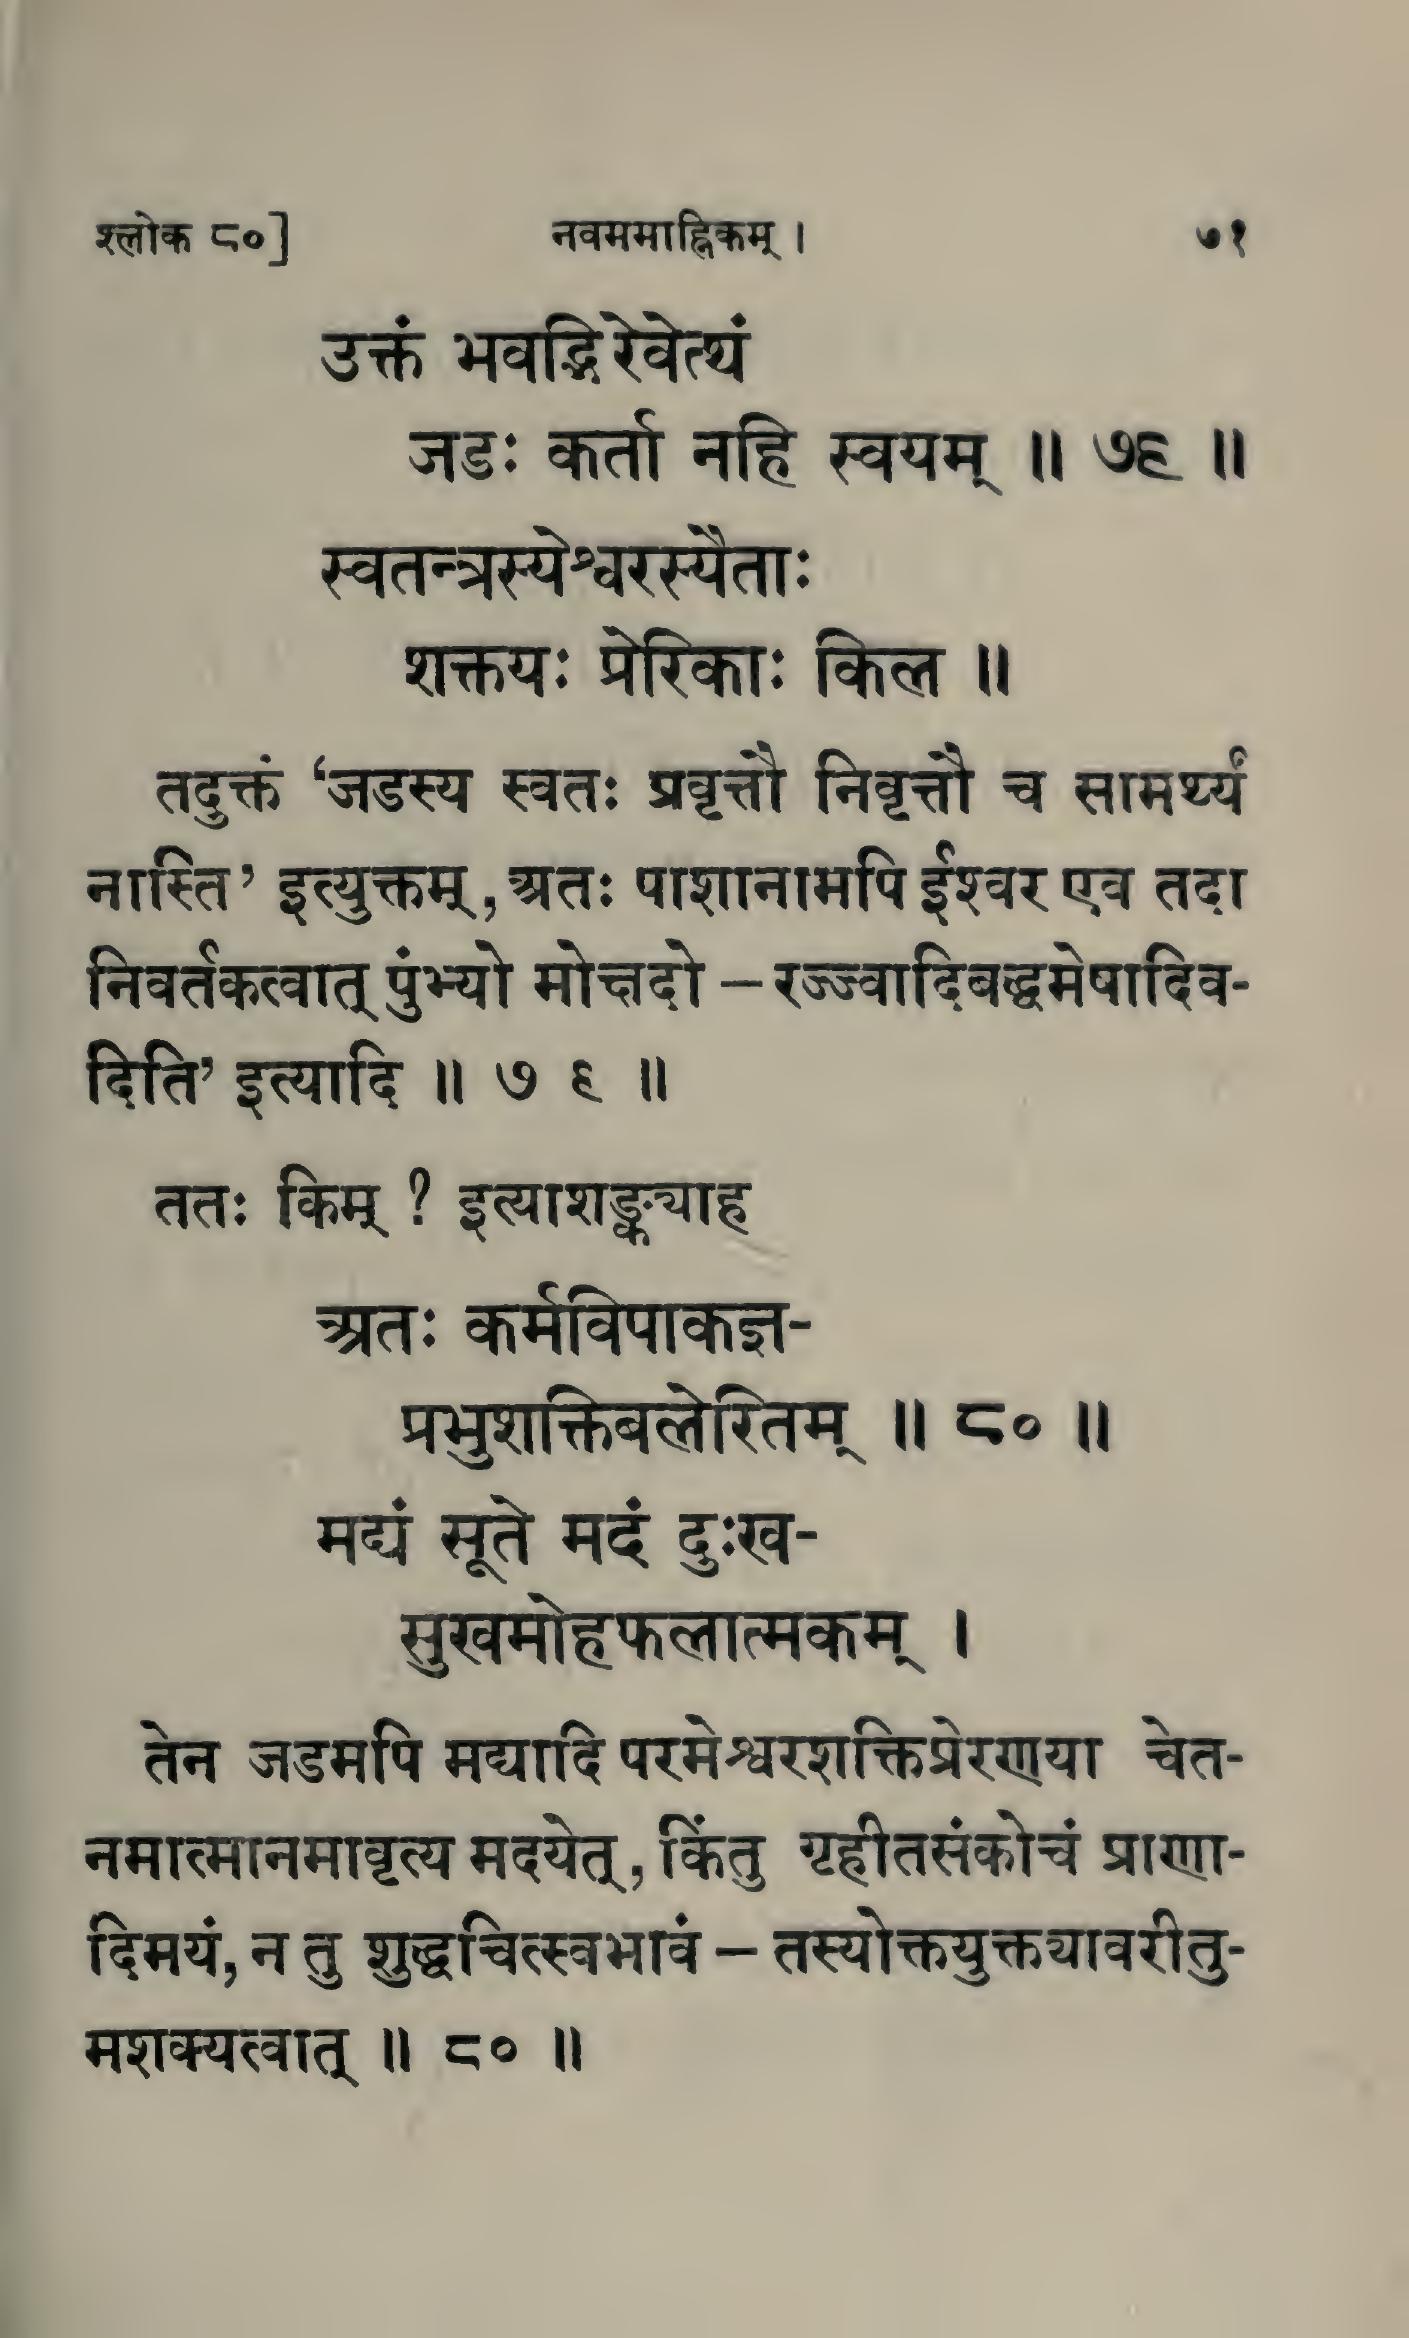 श्लोक ८०]
नवममाह्निकम् ।
७१
उक्तं भवद्भिरेवेत्थं
जडः कर्ता नहि स्वयम् ॥ ७९ ॥
स्वतन्त्रस्येश्वरस्यैताः
शक्तयः प्रेरिकाः किल ॥
तदुक्तं ‘जडस्य स्वतः प्रवृत्तौ निवृत्तौ च सामर्थ्यं
नास्ति’ इत्युक्तम्, अतः पाशानामपि ईश्वर एव तदा
निवर्तकत्वात् पुंभ्यो मोक्षदो – रज्ज्वादिबद्धमेषादिव-
दिति’ इत्यादि ॥ ७९ ॥
ततः किम् ? इत्याशङ्क्याह
अतः कर्मविपाकज्ञ-
प्रभुशक्तिबलेरितम् ॥ ८० ॥
मद्यं सूते मदं दुःख-
सुखमोहफलात्मकम् ।
तेन जडमपि मद्यादि परमेश्वरशक्तिप्रेरणया चेत-
नमात्मानमावृत्य मदयेत्, किंतु गृहीतसंकोचं प्राणा-
दिमयं, न तु शुद्धचित्स्वभावं – तस्योक्तयुक्त्यावरीतु-
मशक्यत्वात् ॥ ८० ॥